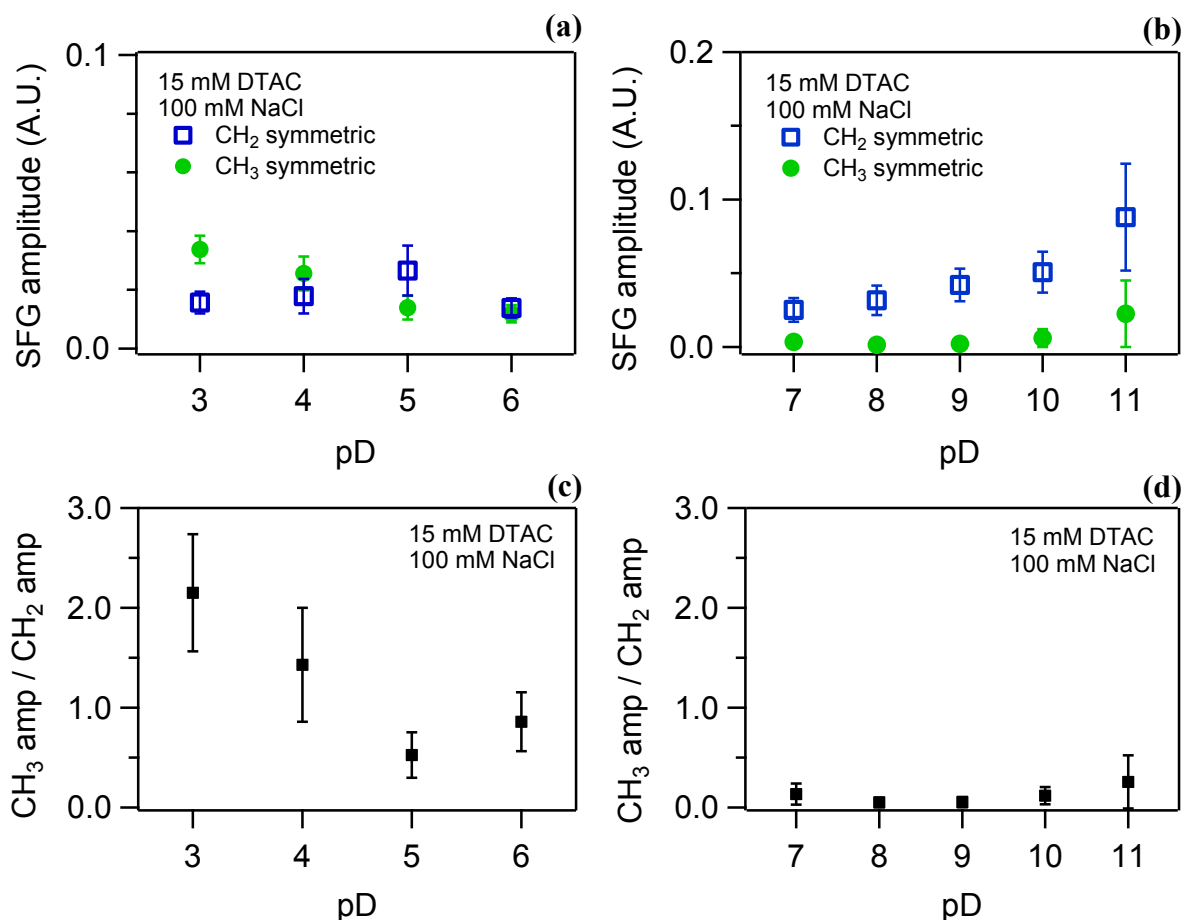 (a)
0.1
0.0
SFG amplitude (A.U.)
15 mM DTAC
100 mM NaCl
CH₂ symmetric
CH₃ symmetric
3 4 5 6
pD
(b)
0.2
0.1
0.0
SFG amplitude (A.U.)
15 mM DTAC
100 mM NaCl
CH₂ symmetric
CH₃ symmetric
7 8 9 10 11
pD
(c)
3.0
2.0
1.0
0.0
CH₃ amp / CH₂ amp
15 mM DTAC
100 mM NaCl
3 4 5 6
pD
(d)
3.0
2.0
1.0
0.0
CH₃ amp / CH₂ amp
15 mM DTAC
100 mM NaCl
7 8 9 10 11
pD